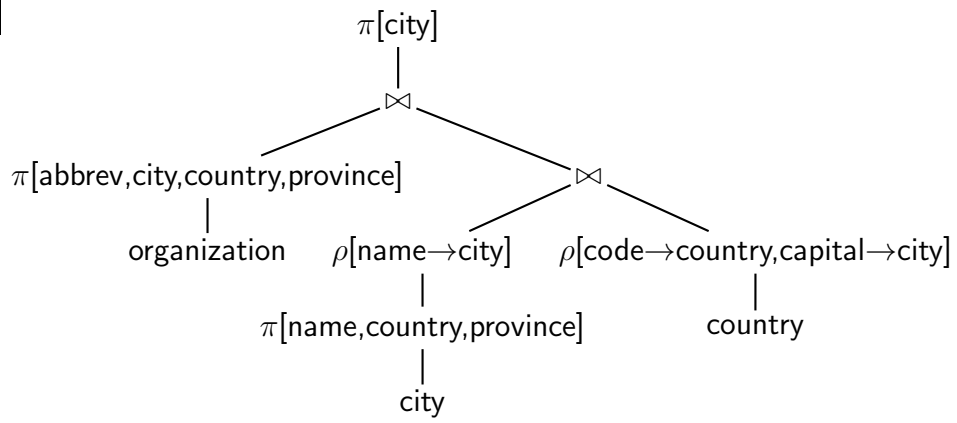 π[city]
⋈
π[abbrev,city,country,province]
⋈
organization
ρ[name→city]
ρ[code→country,capital→city]
π[name,country,province]
country
city